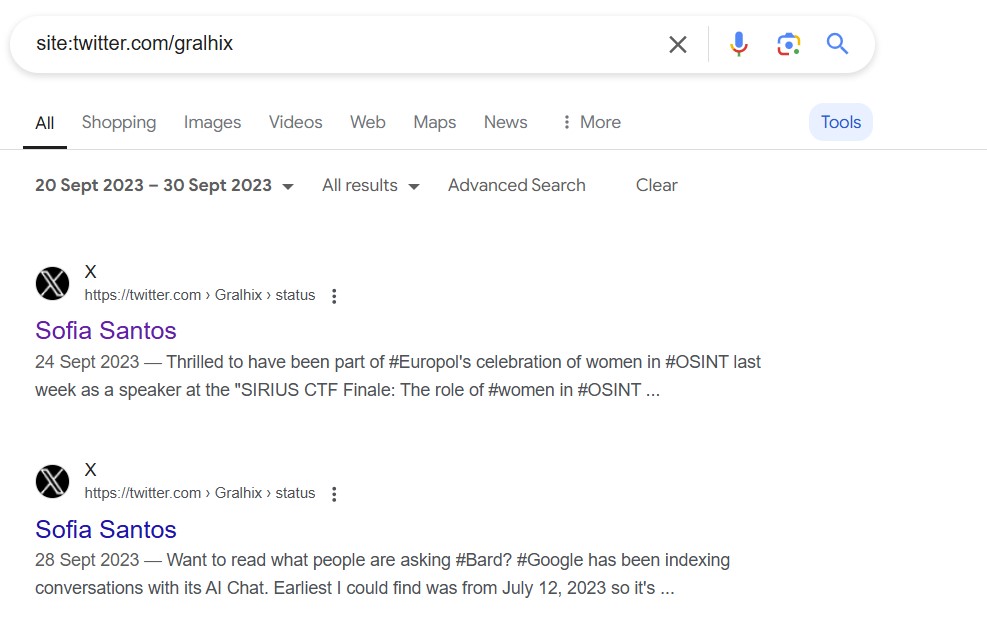 site:twitter.com/gralhix
All Shopping Images Videos Web Maps News More Tools
20 Sept 2023 – 30 Sept 2023 All results Advanced Search Clear
X
https://twitter.com › Gralhix › status
Sofia Santos
24 Sept 2023 — Thrilled to have been part of #Europol's celebration of women in #OSINT last
week as a speaker at the "SIRIUS CTF Finale: The role of #women in #OSINT ...
X
https://twitter.com › Gralhix › status
Sofia Santos
28 Sept 2023 — Want to read what people are asking #Bard? #Google has been indexing
conversations with its AI Chat. Earliest I could find was from July 12, 2023 so it's ...